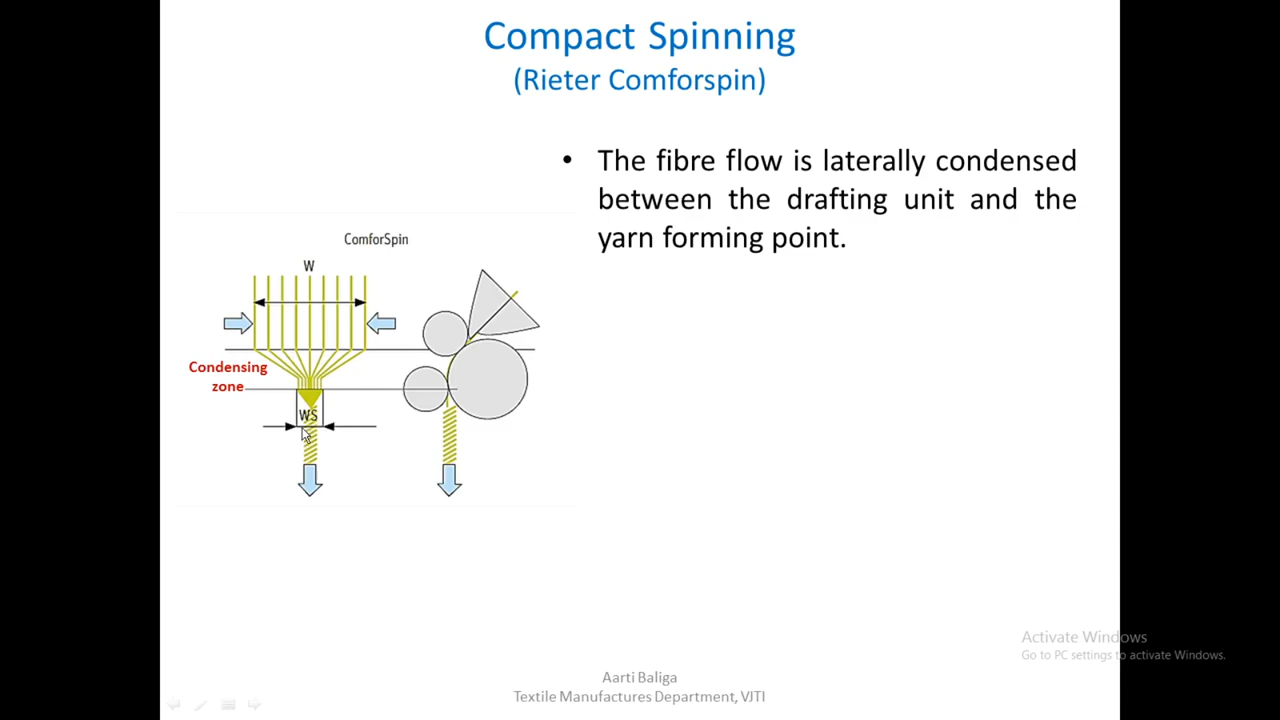 Compact Spinning
(Rieter Comforspin)
• The fibre flow is laterally condensed
between the drafting unit and the
yarn forming point.
ComforSpin
W
Condensing
zone
WS
Activate Windows
Go to PC settings to activate Windows.
Aarti Baliga
Textile Manufactures Department, VJTI